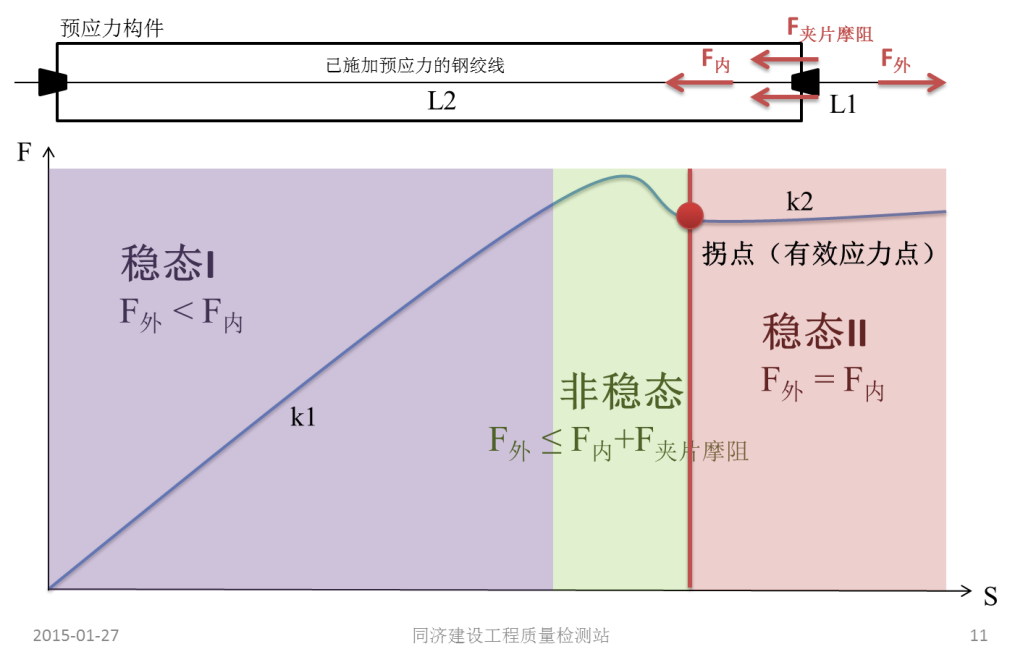 预应力构件
F夹片摩阻
已施加预应力的钢绞线
F内
F外
L2
L1
F
k2
拐点（有效应力点）
稳态I
F外 < F内
稳态II
F外 = F内
非稳态
k1
F外 ≤ F内+F夹片摩阻
S
2015-01-27
同济建设工程质量检测站
11